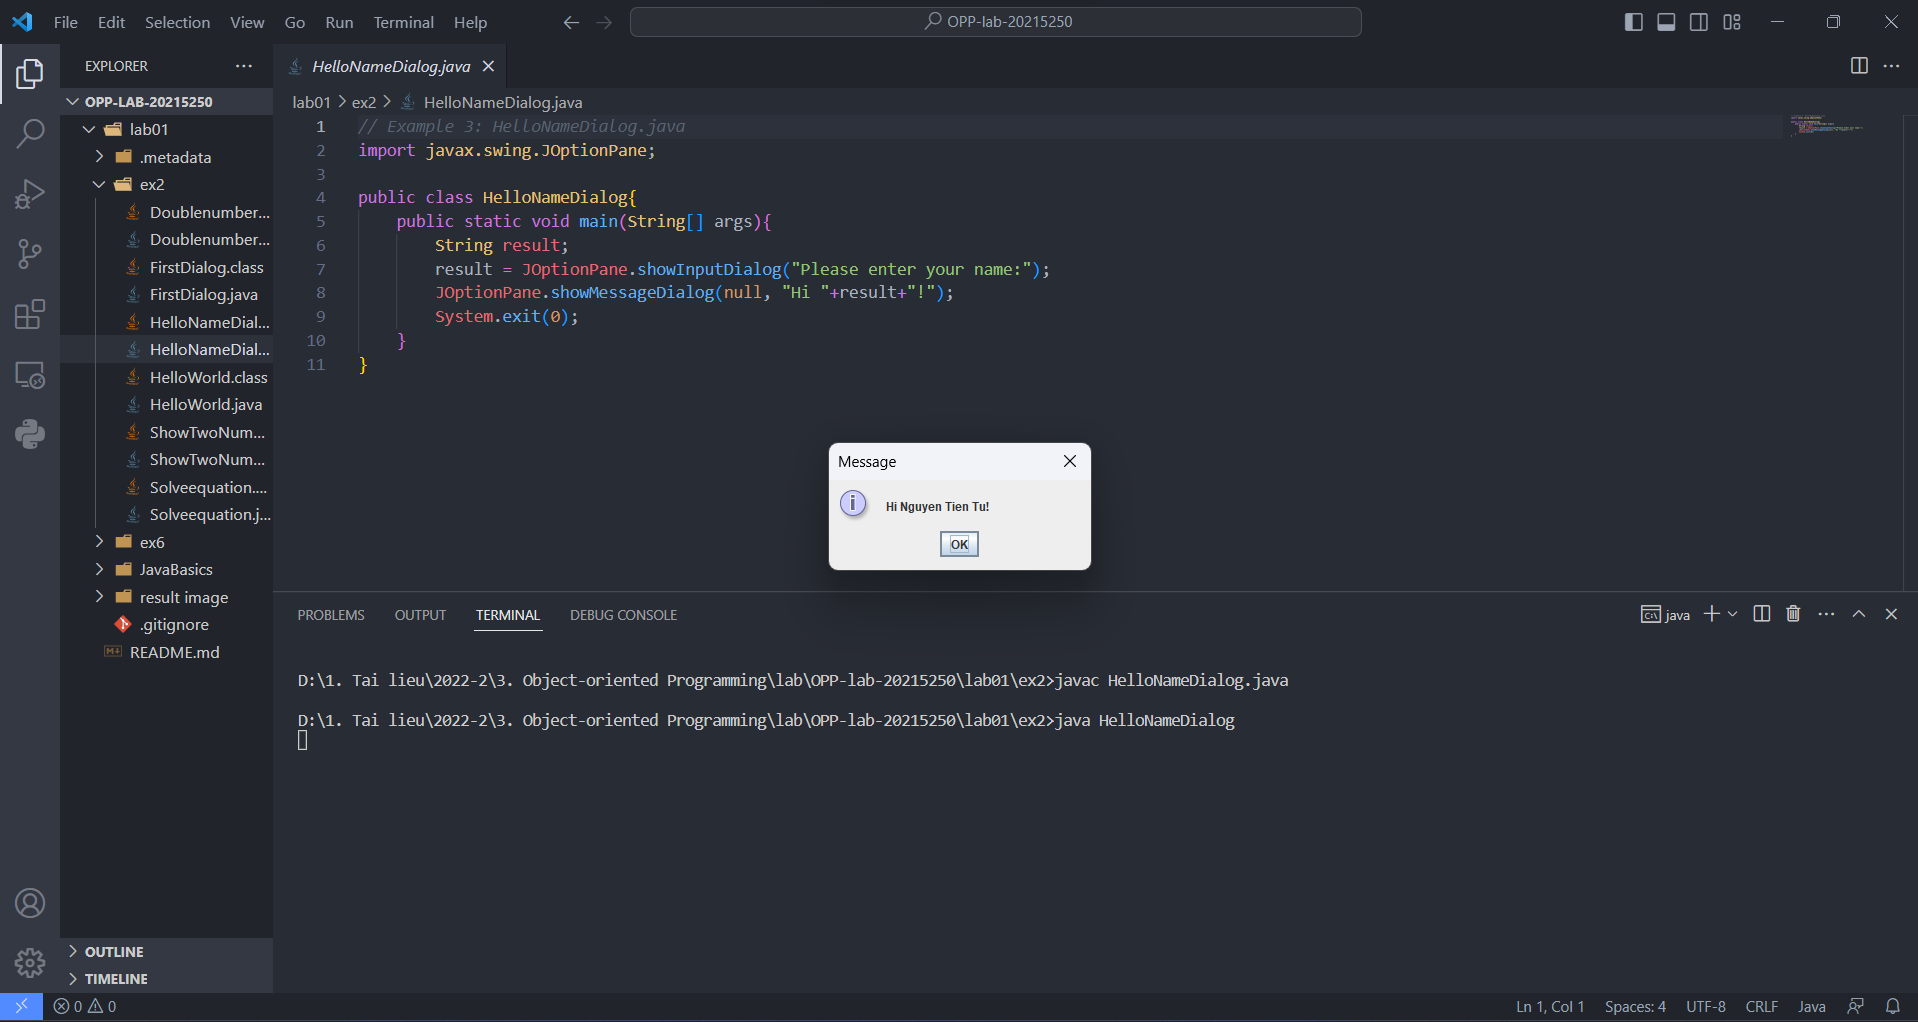 File Edit Selection View Go Run Terminal Help
OPP-lab-20215250
EXPLORER
OPP-LAB-20215250
lab01
.metadata
ex2
Doublenumber...
Doublenumber...
FirstDialog.class
FirstDialog.java
HelloNameDial...
HelloNameDial...
HelloWorld.class
HelloWorld.java
ShowTwoNum...
ShowTwoNum...
Solveequation....
Solveequation.j...
ex6
JavaBasics
result image
.gitignore
README.md
OUTLINE
TIMELINE
HelloNameDialog.java
lab01 > ex2 > HelloNameDialog.java
1 // Example 3: HelloNameDialog.java
2 import javax.swing.JOptionPane;
3
4 public class HelloNameDialog{
5 public static void main(String[] args){
6 String result;
7 result = JOptionPane.showInputDialog("Please enter your name:");
8 JOptionPane.showMessageDialog(null, "Hi "+result+"!");
9 System.exit(0);
10 }
11 }
Message
Hi Nguyen Tien Tu!
OK
PROBLEMS OUTPUT TERMINAL DEBUG CONSOLE
java
D:\1. Tai lieu\2022-2\3. Object-oriented Programming\lab\OPP-lab-20215250\lab01\ex2>javac HelloNameDialog.java
D:\1. Tai lieu\2022-2\3. Object-oriented Programming\lab\OPP-lab-20215250\lab01\ex2>java HelloNameDialog
0 0
Ln 1, Col 1 Spaces: 4 UTF-8 CRLF Java